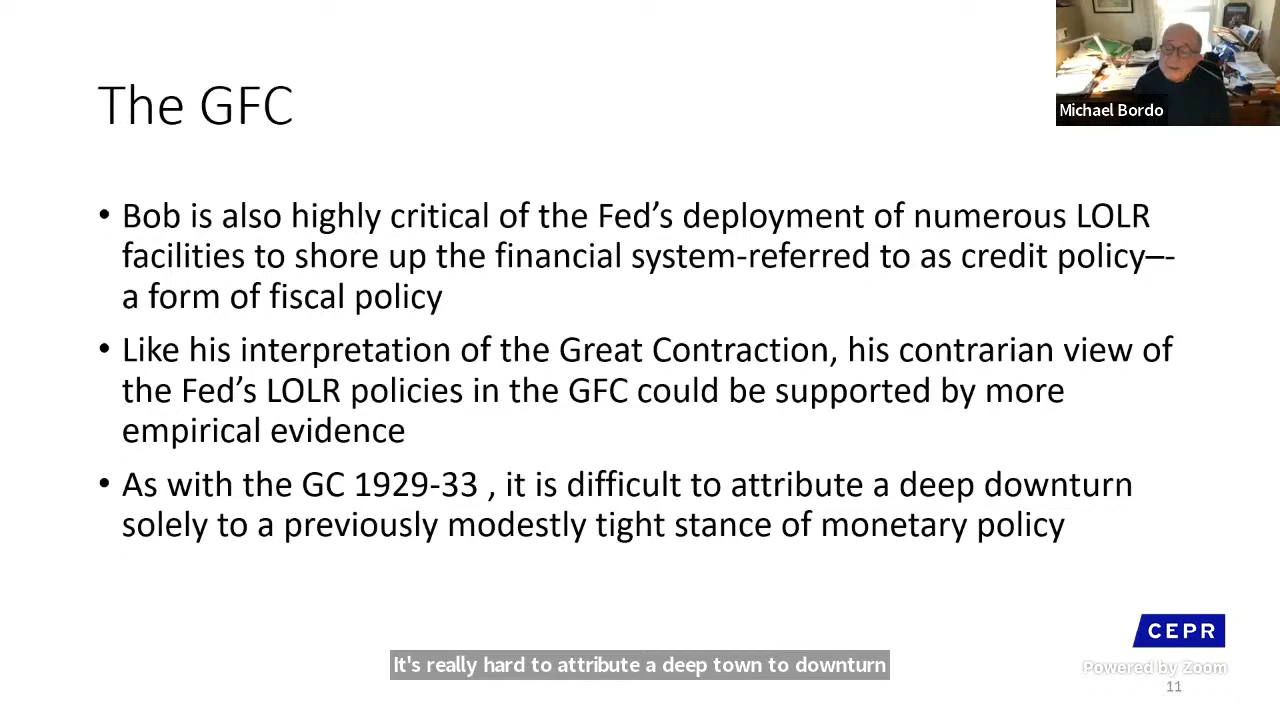 The GFC
Michael Bordo
• Bob is also highly critical of the Fed’s deployment of numerous LOLR
facilities to shore up the financial system-referred to as credit policy–-
a form of fiscal policy
• Like his interpretation of the Great Contraction, his contrarian view of
the Fed’s LOLR policies in the GFC could be supported by more
empirical evidence
• As with the GC 1929-33 , it is difficult to attribute a deep downturn
solely to a previously modestly tight stance of monetary policy
CEPR
It's really hard to attribute a deep town to downturn
Powered by Zoom
11